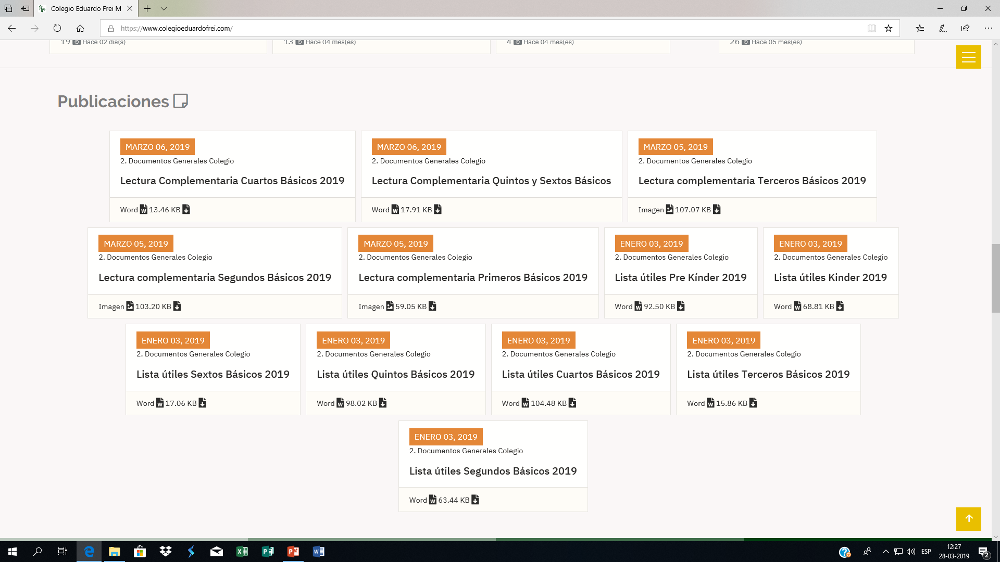 Colegio Eduardo Frei M
https://www.colegioeduardofrei.com/
19 Hace 02 dia(s)
13 Hace 04 mes(es)
4 Hace 04 mes(es)
26 Hace 05 mes(es)
Publicaciones
MARZO 06, 2019
2. Documentos Generales Colegio
Lectura Complementaria Cuartos Básicos 2019
Word 13.46 KB
MARZO 06, 2019
2. Documentos Generales Colegio
Lectura Complementaria Quintos y Sextos Básicos
Word 17.91 KB
MARZO 05, 2019
2. Documentos Generales Colegio
Lectura complementaria Terceros Básicos 2019
Imagen 107.07 KB
MARZO 05, 2019
2. Documentos Generales Colegio
Lectura complementaria Segundos Básicos 2019
Imagen 103.20 KB
MARZO 05, 2019
2. Documentos Generales Colegio
Lectura complementaria Primeros Básicos 2019
Imagen 59.05 KB
ENERO 03, 2019
2. Documentos Generales Colegio
Lista útiles Pre Kínder 2019
Word 92.50 KB
ENERO 03, 2019
2. Documentos Generales Colegio
Lista útiles Kinder 2019
Word 68.81 KB
ENERO 03, 2019
2. Documentos Generales Colegio
Lista útiles Sextos Básicos 2019
Word 17.06 KB
ENERO 03, 2019
2. Documentos Generales Colegio
Lista útiles Quintos Básicos 2019
Word 98.02 KB
ENERO 03, 2019
2. Documentos Generales Colegio
Lista útiles Cuartos Básicos 2019
Word 104.48 KB
ENERO 03, 2019
2. Documentos Generales Colegio
Lista útiles Terceros Básicos 2019
Word 15.86 KB
ENERO 03, 2019
2. Documentos Generales Colegio
Lista útiles Segundos Básicos 2019
Word 63.44 KB
ESP
12:27
28-03-2019
2